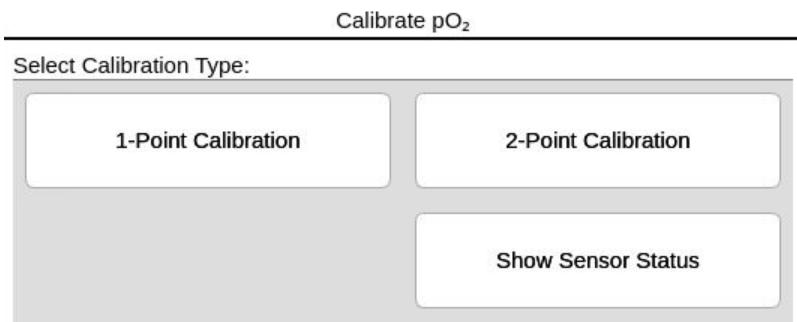 Calibrate pO₂
Select Calibration Type:
1-Point Calibration
2-Point Calibration
Show Sensor Status